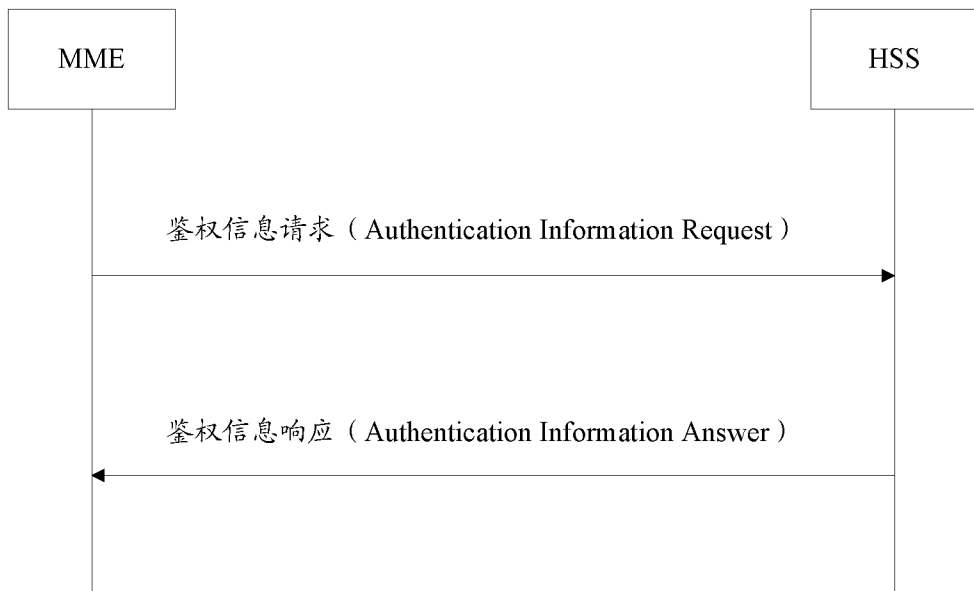 MME
HSS
鉴权信息请求（Authentication Information Request）
鉴权信息响应（Authentication Information Answer）